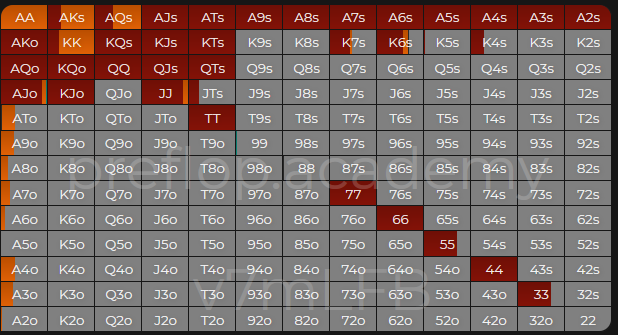 AA AKs AQs AJs ATs A9s A8s A7s A6s A5s A4s A3s A2s
AKo KK KQs KJs KTs K9s K8s K7s K6s K5s K4s K3s K2s
AQo KQo QQ QJs QTs Q9s Q8s Q7s Q6s Q5s Q4s Q3s Q2s
AJo KJo QJo JJ JTs J9s J8s J7s J6s J5s J4s J3s J2s
ATo KTo QTo JTo TT T9s T8s T7s T6s T5s T4s T3s T2s
A9o K9o Q9o J9o T9o 99 98s 97s 96s 95s 94s 93s 92s
A8o K8o Q8o J8o T8o 98o 88 87s 86s 85s 84s 83s 82s
preflop.academy
A7o K7o Q7o J7o T7o 97o 87o 77 76s 75s 74s 73s 72s
A6o K6o Q6o J6o T6o 96o 86o 76o 66 65s 64s 63s 62s
A5o K5o Q5o J5o T5o 95o 85o 75o 65o 55 54s 53s 52s
A4o K4o Q4o J4o T4o 94o 84o 74o 64o 54o 44 43s 42s
A3o K3o Q3o J3o T3o 93o 83o 73o 63o 53o 43o 33 32s
v7mLFB
A2o K2o Q2o J2o T2o 92o 82o 72o 62o 52o 42o 32o 22